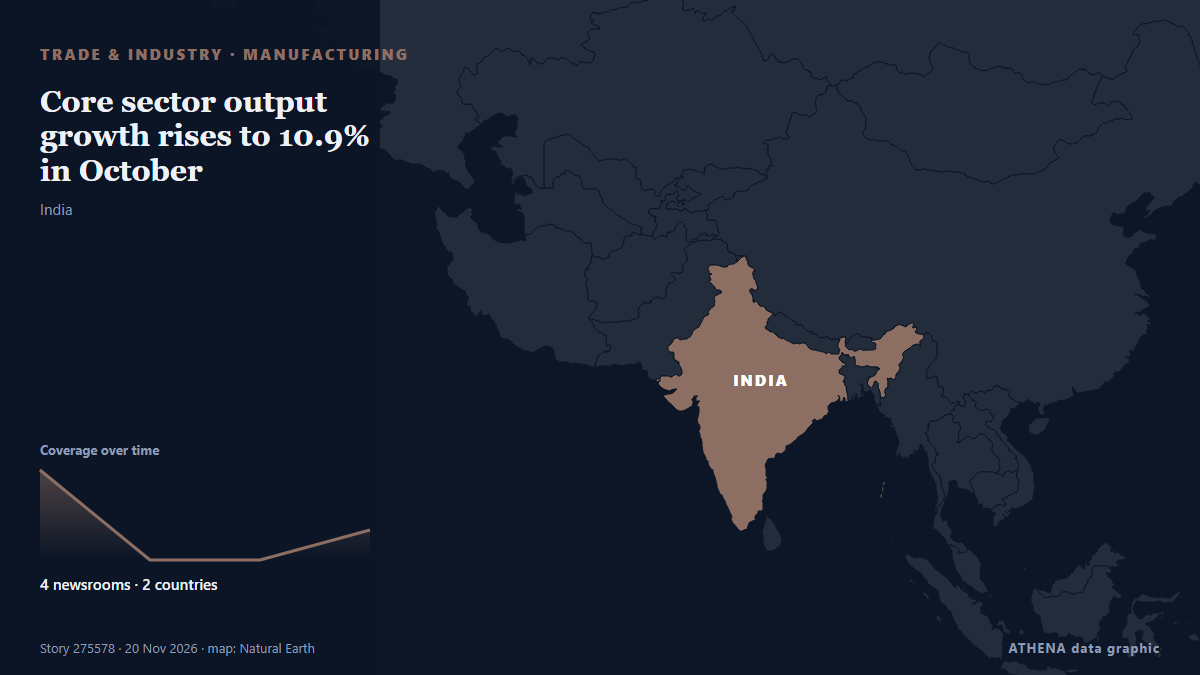 TRADE & INDUSTRY · MANUFACTURING
Core sector output
growth rises to 10.9%
in October
India
INDIA
Coverage over time
4 newsrooms · 2 countries
Story 275578 · 20 Nov 2026 · map: Natural Earth
ATHENA data graphic